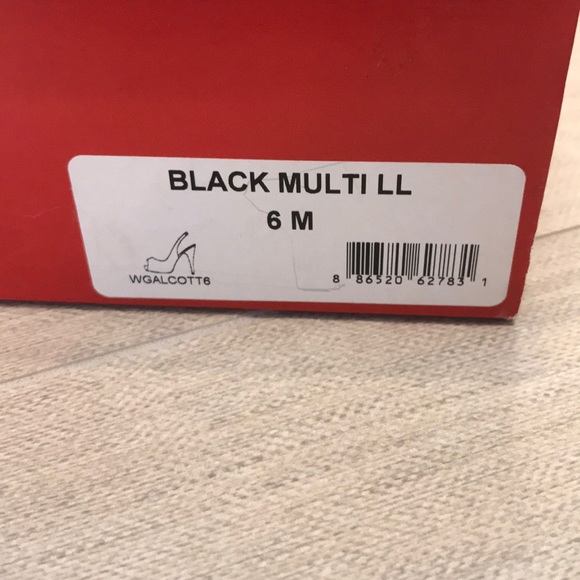 BLACK MULTI LL
6 M
WGALCOTT6
8 86520 62783 1